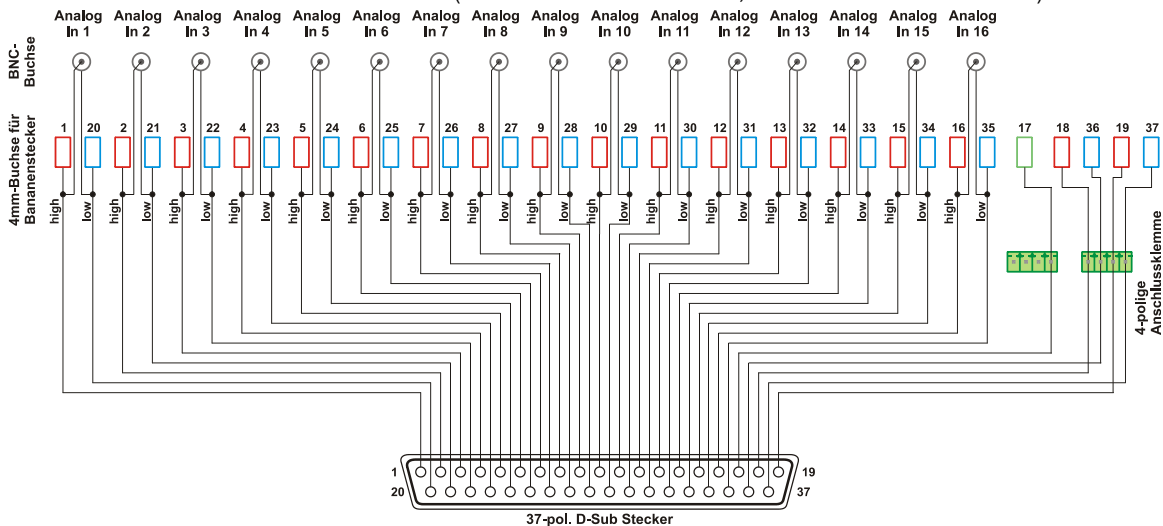 Analog Analog Analog Analog Analog Analog Analog Analog Analog Analog Analog Analog Analog Analog Analog Analog
In 1 In 2 In 3 In 4 In 5 In 6 In 7 In 8 In 9 In 10 In 11 In 12 In 13 In 14 In 15 In 16
BNC-
Buchse
4mm-Buchse für
Bananenstecker
1 20 2 21 3 22 4 23 5 24 6 25 7 26 8 27 9 28 10 29 11 30 12 31 13 32 14 33 15 34 16 35 17 18 36 19 37
high low high low high low high low high low high low high low high low high low high low high low high low high low high low high low high low
4-polige
Anschlussklemme
1 19
20 37
37-pol. D-Sub Stecker